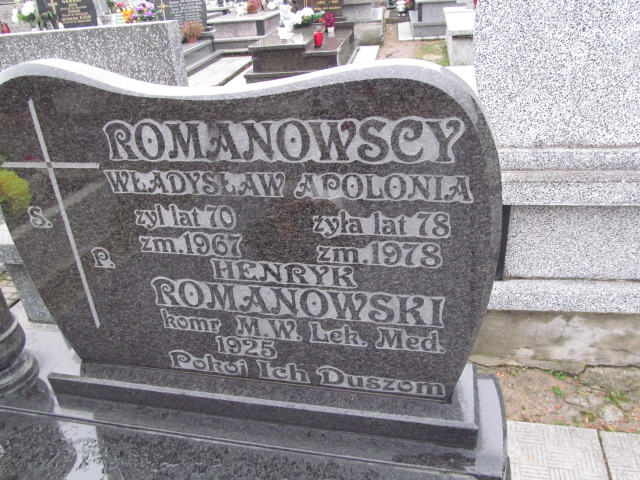 ROMANOWSCY
WŁADYSŁAW APOLONIA
żył lat 70 żyła lat 78
zm. 1967 zm. 1978
HENRYK
ROMANOWSKI
komr. M.W. Lek. Med.
1925
Pokój Ich Duszom
Ś. P.